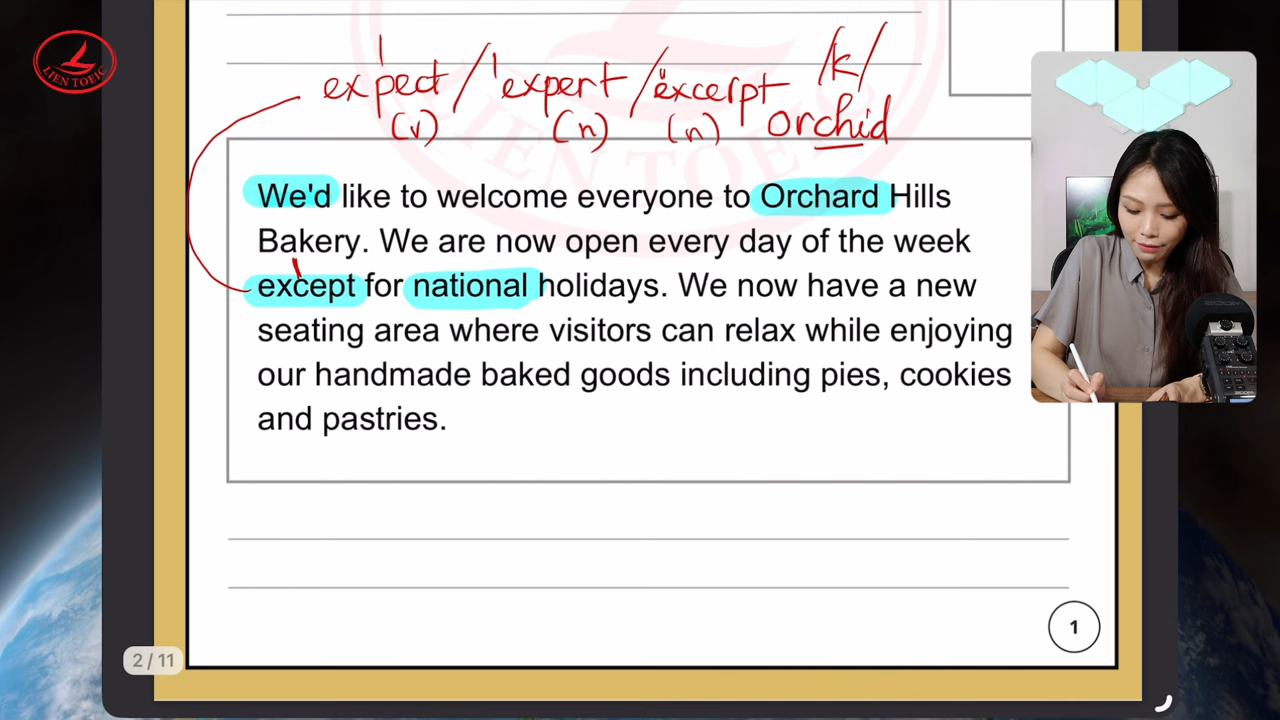 LIEN TOEIC
expect / 'expert / excerpt /k/
(v) (n) (n) orchid
We'd like to welcome everyone to Orchard Hills
Bakery. We are now open every day of the week
except for national holidays. We now have a new
seating area where visitors can relax while enjoying
our handmade baked goods including pies, cookies
and pastries.
1
2 / 11